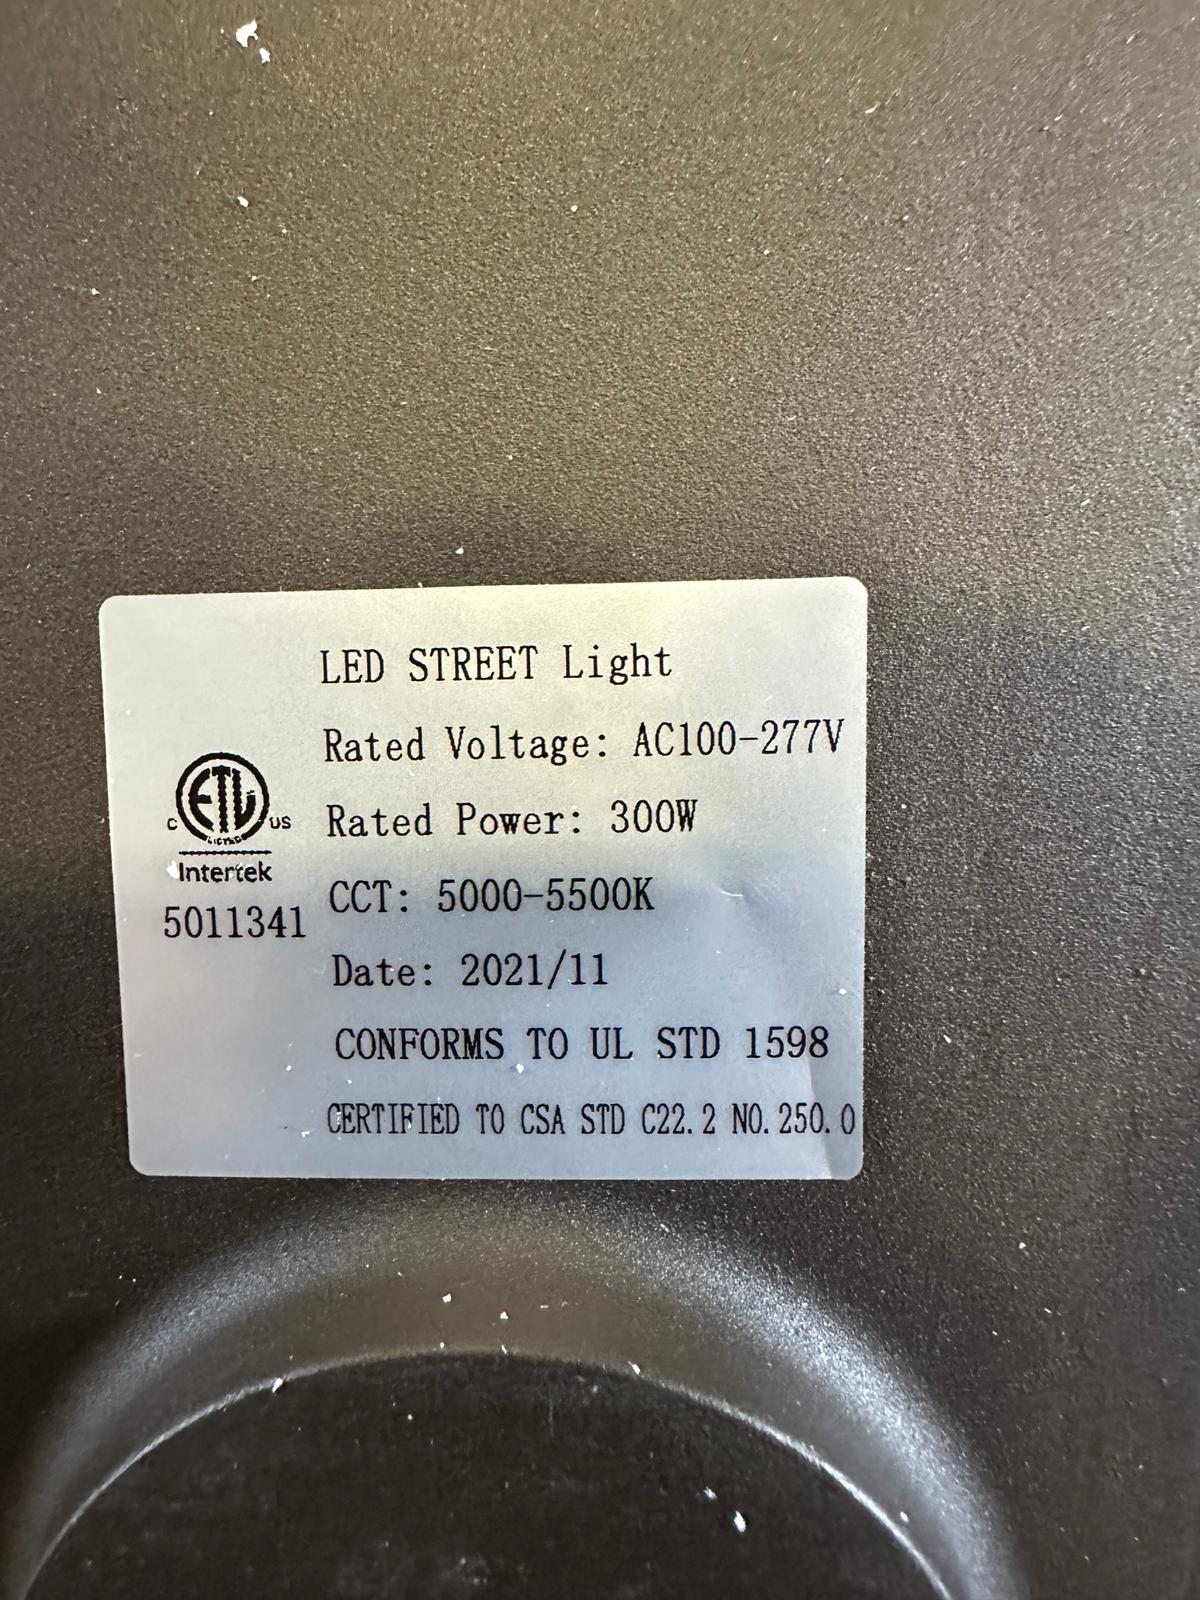 LED STREET Light
Rated Voltage: AC100-277V
Rated Power: 300W
CCT: 5000-5500K
Date: 2021/11
CONFORMS TO UL STD 1598
CERTIFIED TO CSA STD C22.2 NO.250.0
ETL
LISTED
C US
Intertek
5011341